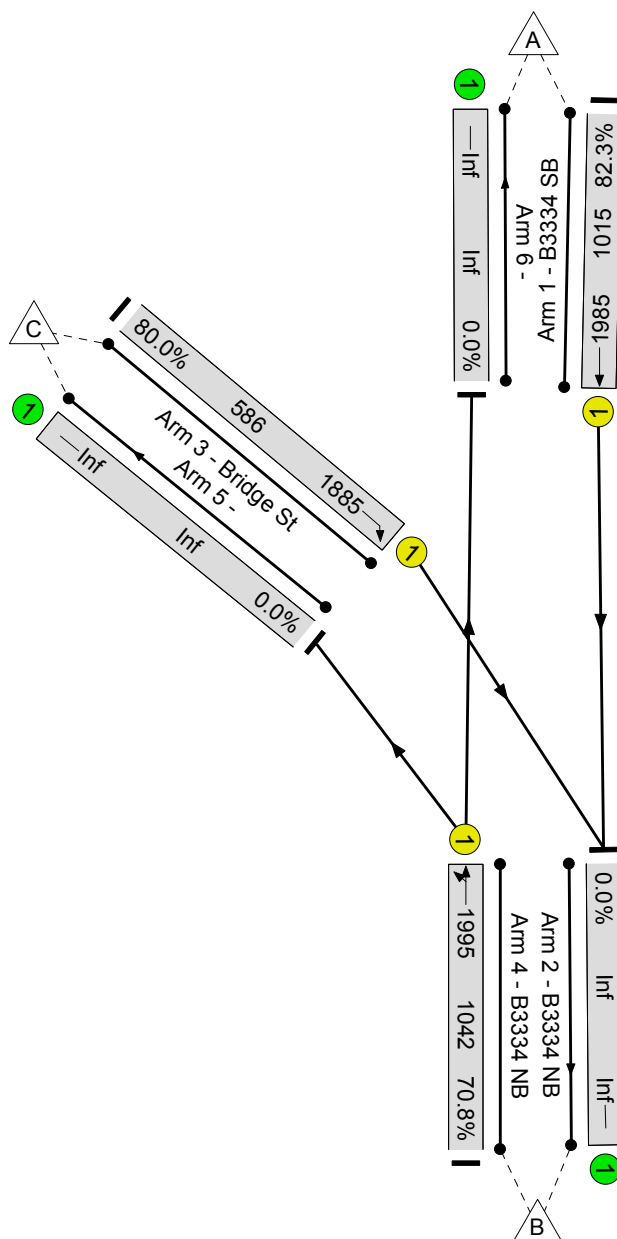 A
1
Inf
Inf
0.0%
Arm 6 -
Arm 1 - B3334 SB
82.3%
1015
1985
1
C
1
80.0%
586
1885
1
Arm 3 - Bridge St
Arm 5 -
Inf
Inf
0.0%
1
1995
1042
70.8%
Arm 4 - B3334 NB
Arm 2 - B3334 NB
0.0%
Inf
Inf
1
B